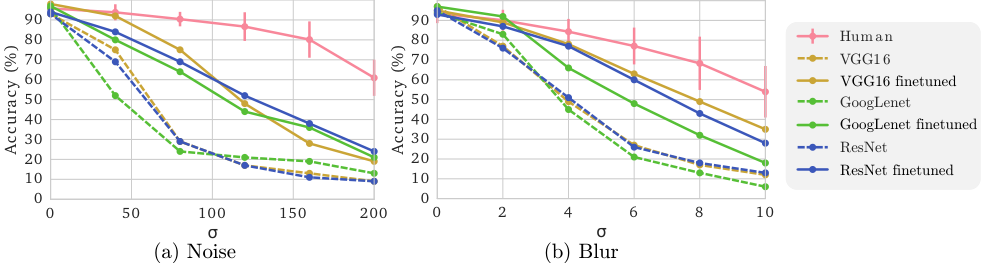 Accuracy (%)
90
80
70
60
50
40
30
20
10
0
0 50 100 150 200
σ
(a) Noise
Accuracy (%)
90
80
70
60
50
40
30
20
10
0
0 2 4 6 8 10
σ
(b) Blur
Human
VGG16
VGG16 finetuned
GoogLenet
GoogLenet finetuned
ResNet
ResNet finetuned